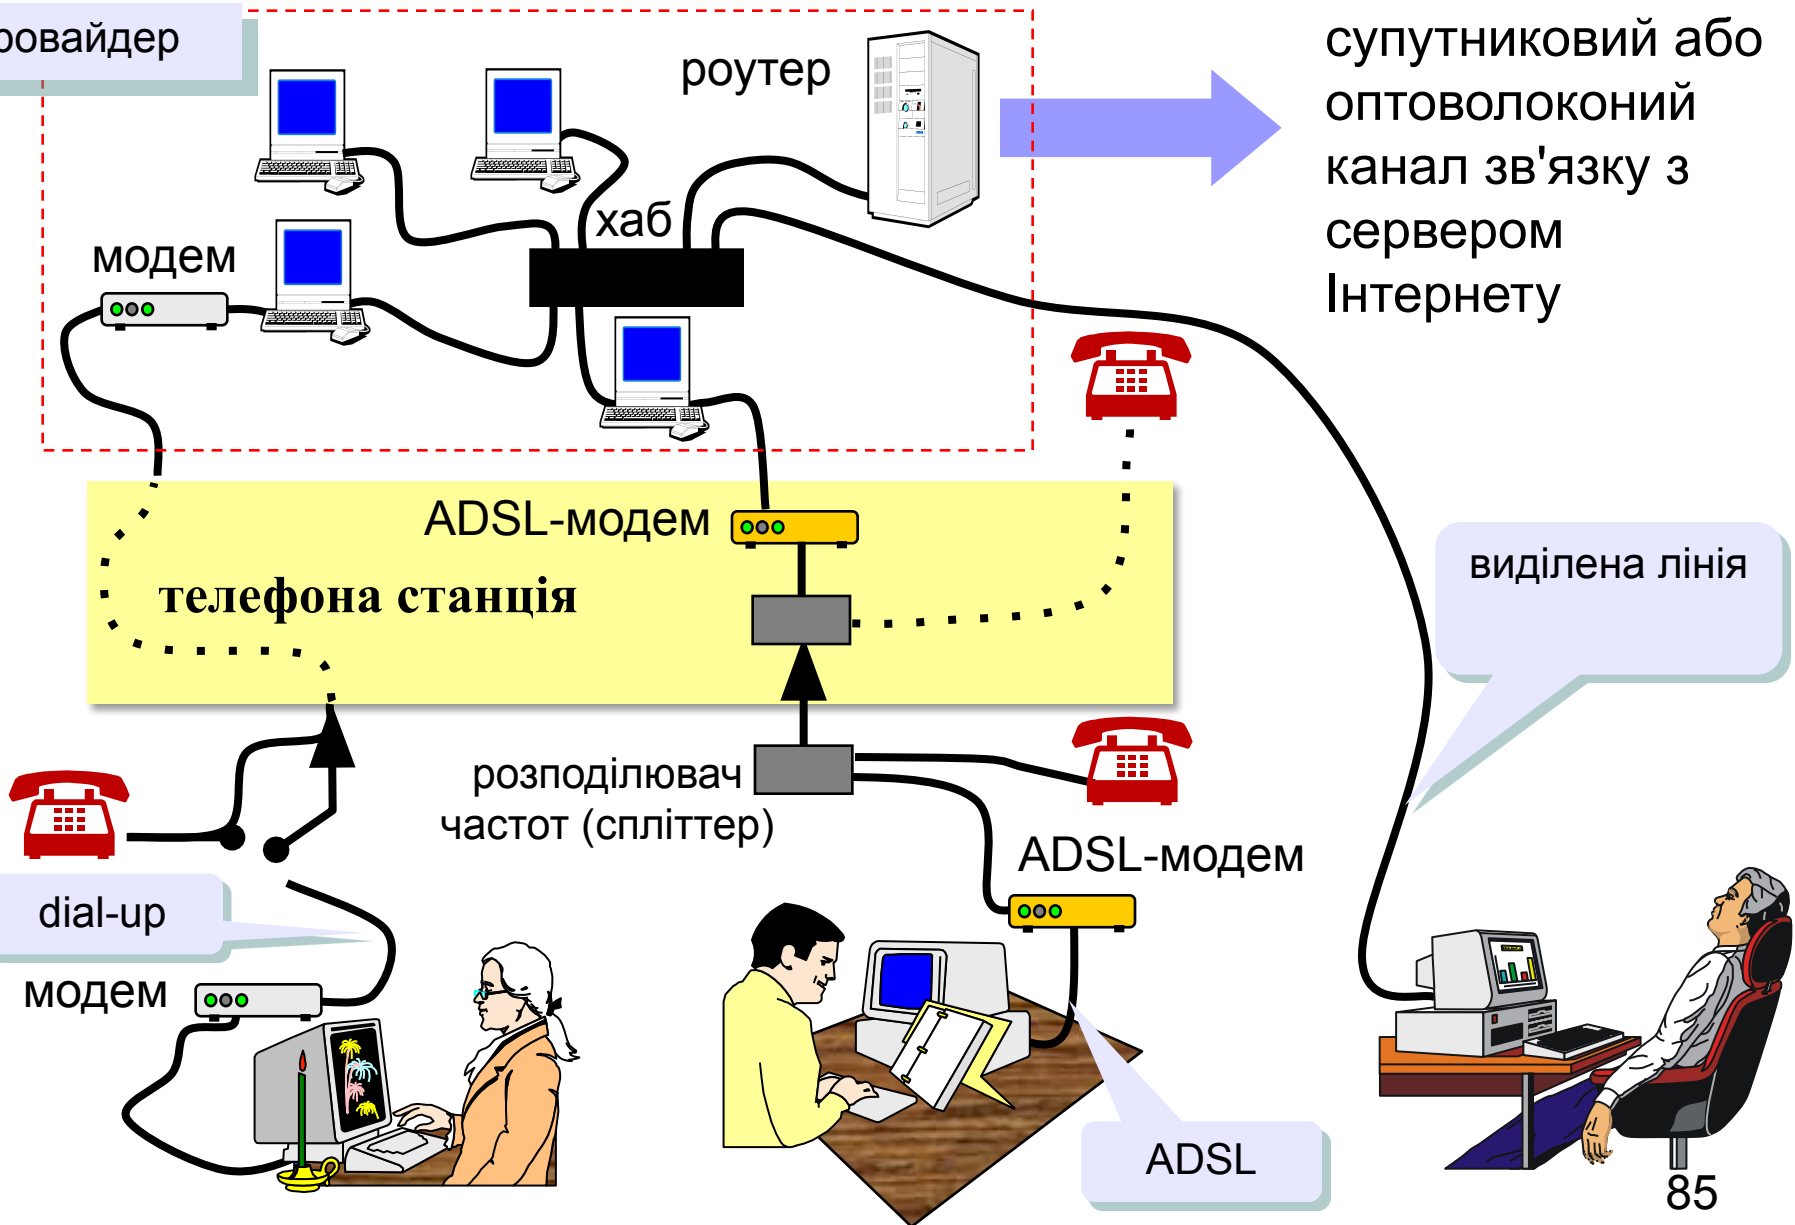 ровайдер
роутер
супутниковий або
оптоволоконий
канал зв'язку з
сервером
Інтернету
хаб
модем
ADSL-модем
телефона станція
виділена лінія
розподілювач
частот (спліттер)
ADSL-модем
dial-up
модем
ADSL
85